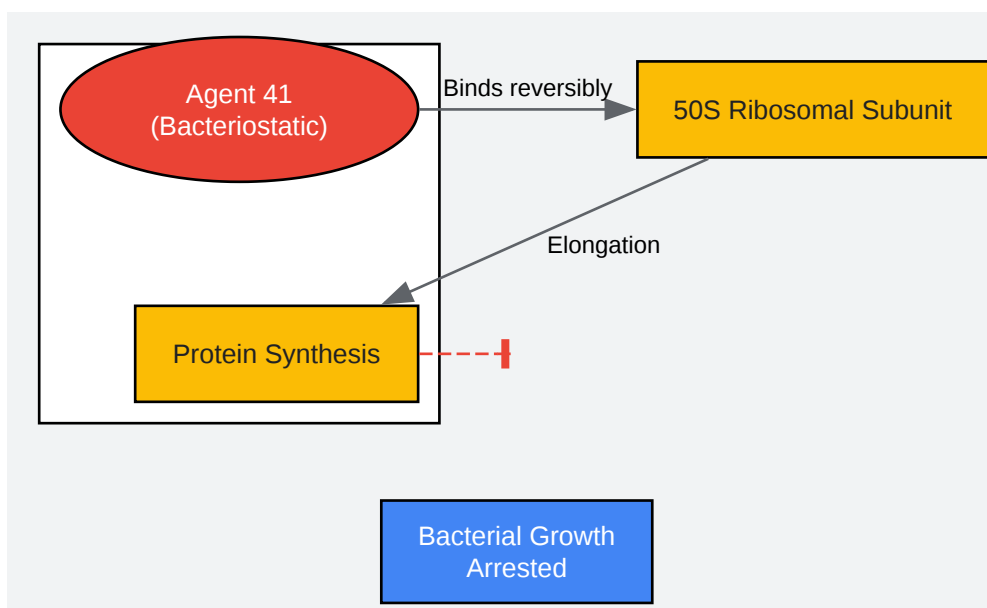 Agent 41
(Bacteriostatic)
Binds reversibly
50S Ribosomal Subunit
Elongation
Protein Synthesis
Bacterial Growth
Arrested